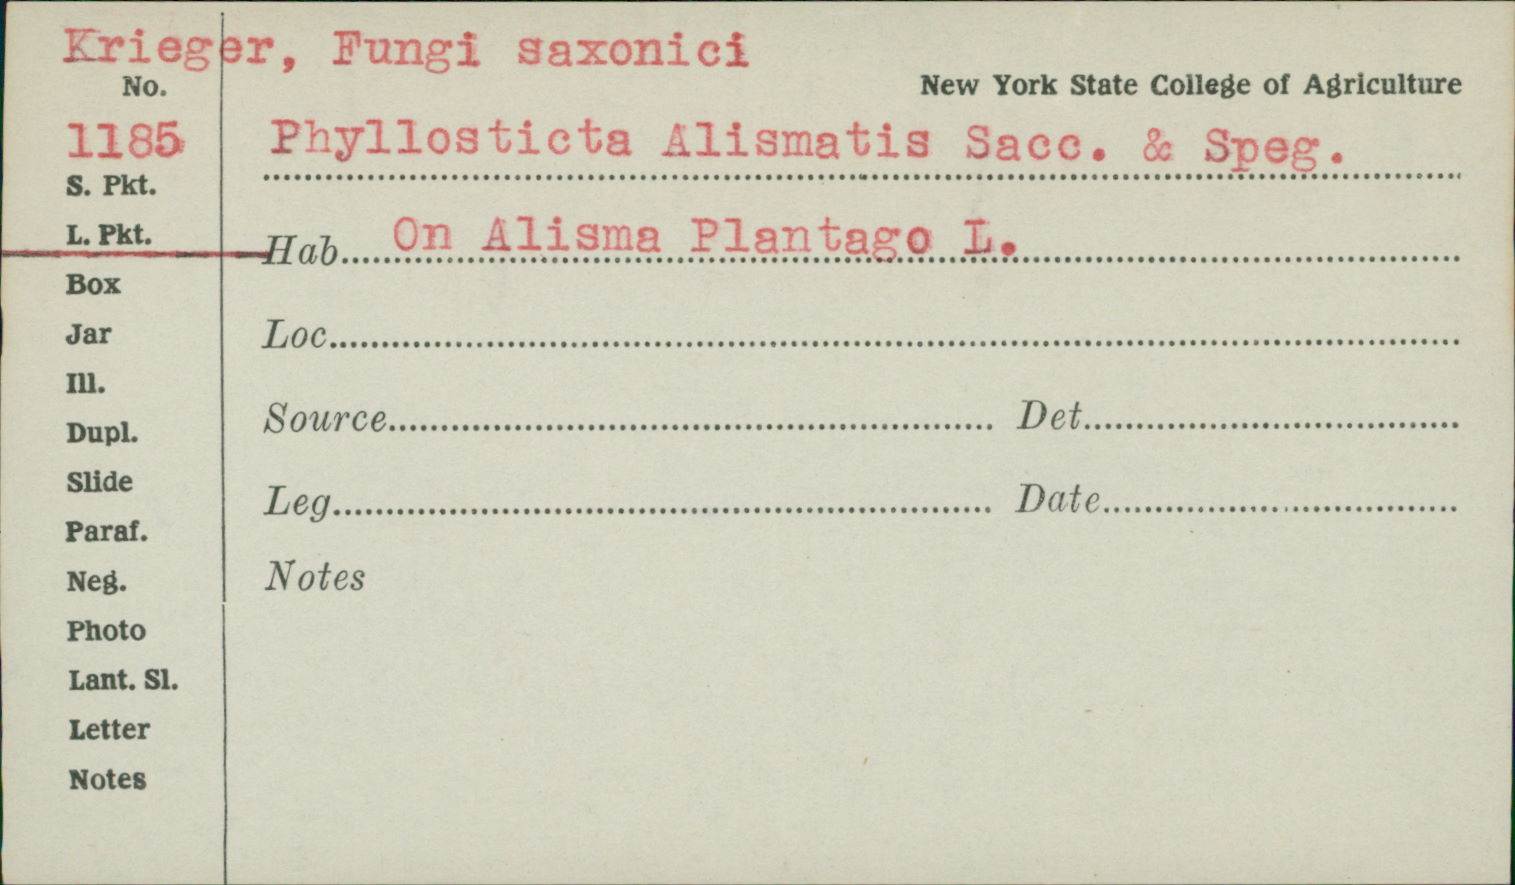 Krieger, Fungi saxonici
No.
New York State College of Agriculture
1185 Phyllosticta Alismatis Sacc. & Speg.
S. Pkt.
L. Pkt.
Hab. On Alisma Plantago L.
Box
Jar
Loc.
Ill.
Dupl.
Source Det.
Slide
Leg. Date
Paraf.
Neg.
Notes
Photo
Lant. Sl.
Letter
Notes